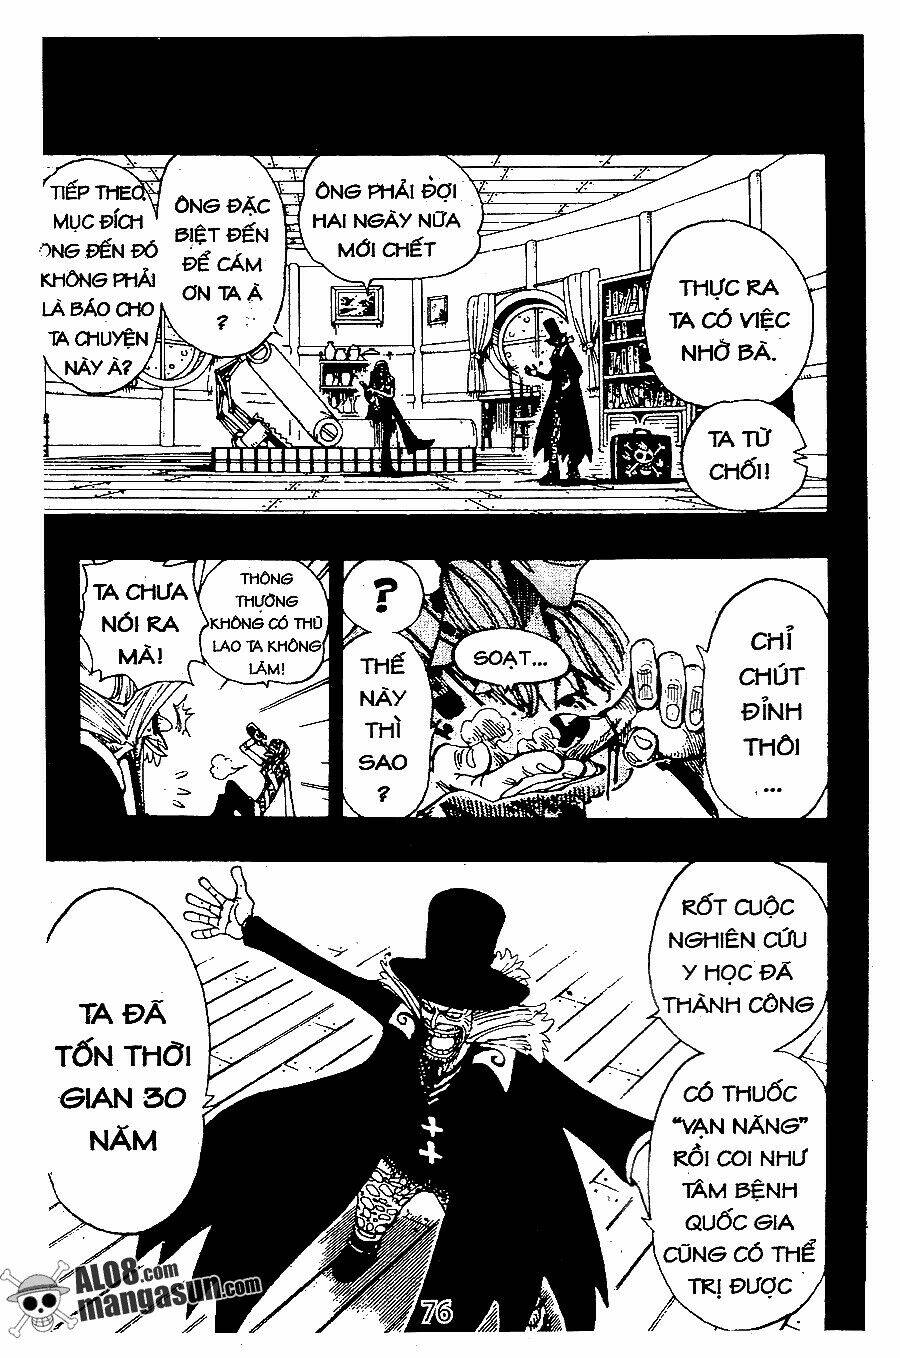 TIẾP THEO,
MỤC ĐÍCH
ÔNG ĐẾN ĐÓ
KHÔNG PHẢI
LÀ BÁO CHO
TA CHUYỆN
NÀY À?
ÔNG ĐẶC
BIỆT ĐẾN
ĐỂ CÁM
ƠN TA À
?
ÔNG PHẢI ĐỢI
HAI NGÀY NỮA
MỚI CHẾT
THỰC RA
TA CÓ VIỆC
NHỜ BÀ.
TA TỪ
CHỐI!
TA CHƯA
NÓI RA
MÀ!
THÔNG
THƯỜNG
KHÔNG CÓ THÙ
LAO TA KHÔNG
LÀM!
?
THẾ
NÀY
THÌ
SAO
?
SOẠT...
CHỈ
CHÚT
ĐỈNH
THÔI
...
TA ĐÃ
TỐN THỜI
GIAN 30
NĂM
RỐT CUỘC
NGHIÊN CỨU
Y HỌC ĐÃ
THÀNH CÔNG
CÓ THUỐC
"VẠN NĂNG"
RỒI COI NHƯ
TÂM BỆNH
QUỐC GIA
CŨNG CÓ THỂ
TRỊ ĐƯỢC
AL08.com
mangasun.com
76